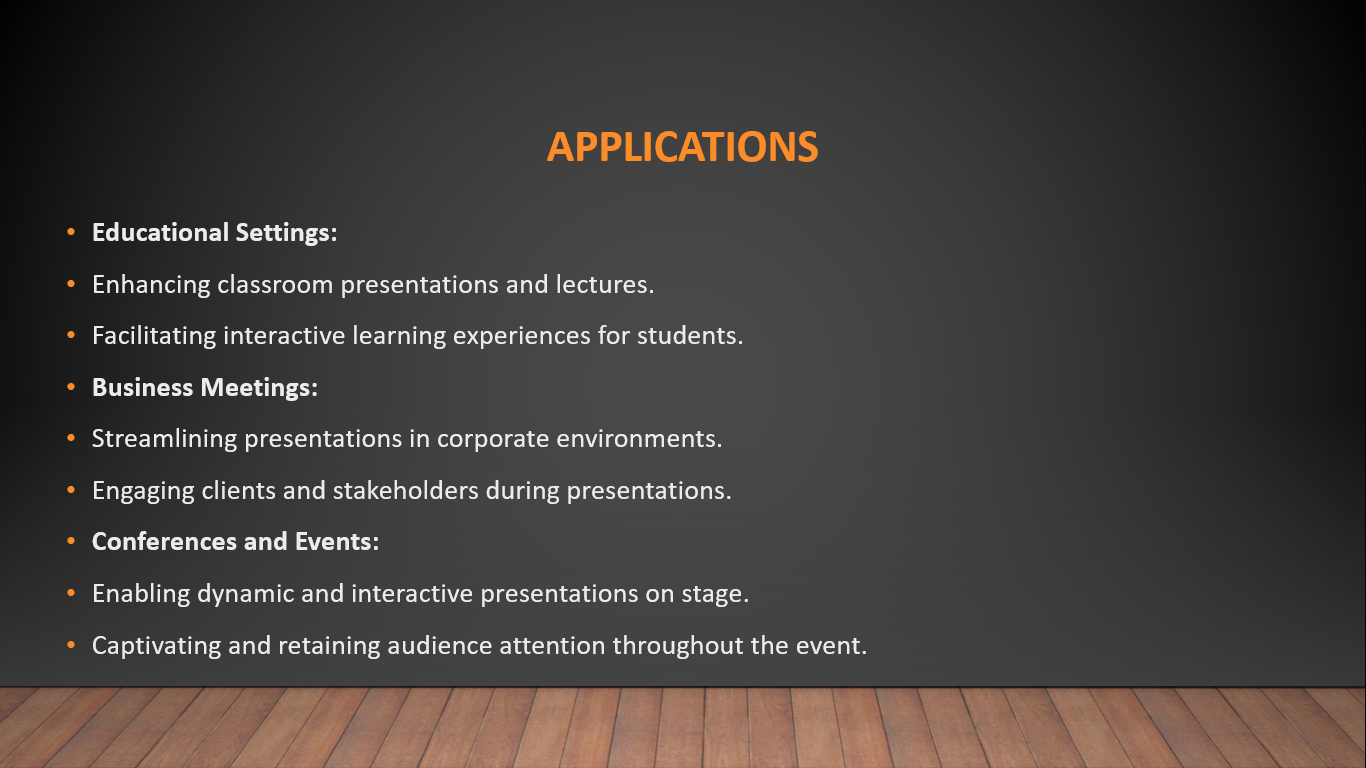 APPLICATIONS
• Educational Settings:
• Enhancing classroom presentations and lectures.
• Facilitating interactive learning experiences for students.
• Business Meetings:
• Streamlining presentations in corporate environments.
• Engaging clients and stakeholders during presentations.
• Conferences and Events:
• Enabling dynamic and interactive presentations on stage.
• Captivating and retaining audience attention throughout the event.